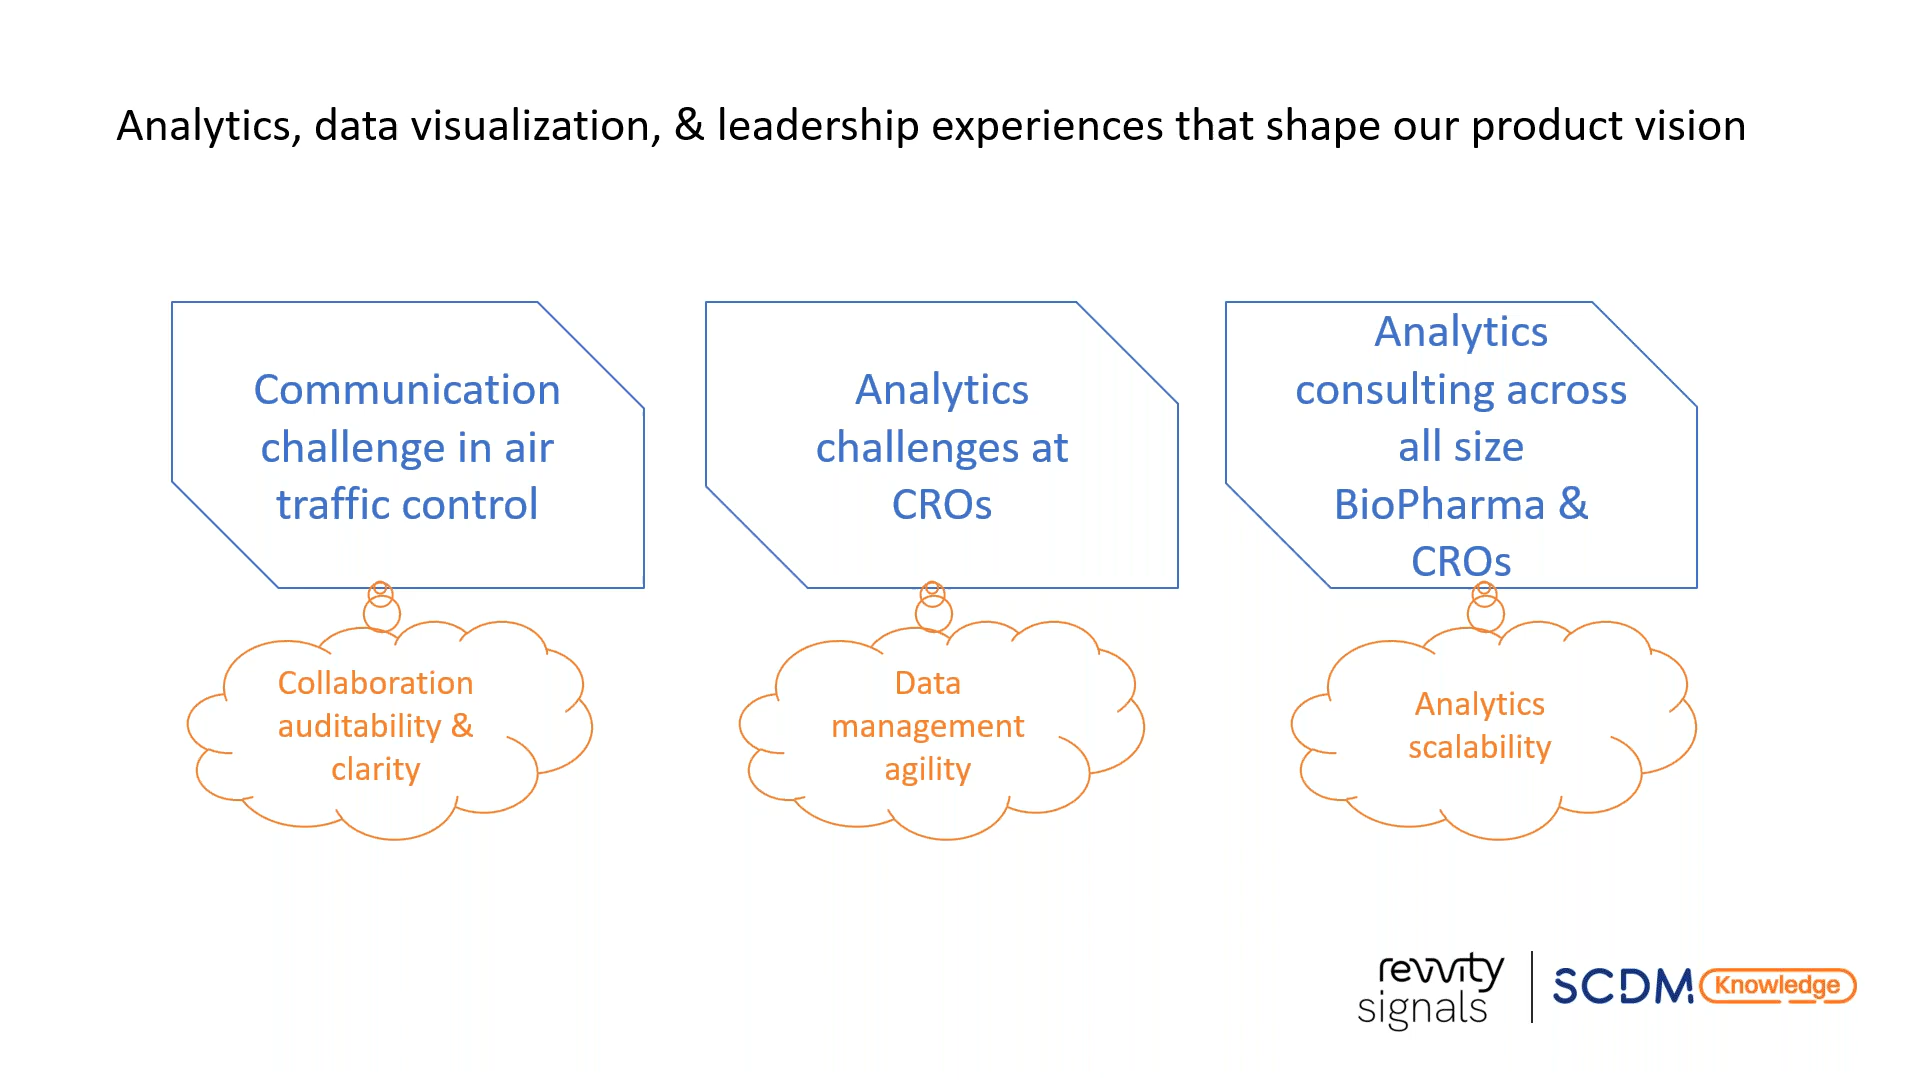 Analytics, data visualization, & leadership experiences that shape our product vision
Communication
challenge in air
traffic control
Analytics
challenges at
CROs
Analytics
consulting across
all size
BioPharma &
CROs
Collaboration
auditability &
clarity
Data
management
agility
Analytics
scalability
revvity
signals
SCDM Knowledge